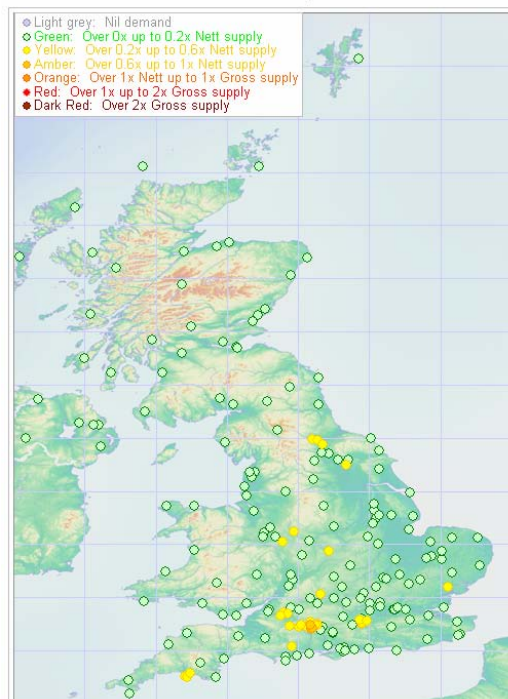 Light grey: Nil demand
Green: Over 0x up to 0.2x Nett supply
Yellow: Over 0.2x up to 0.6x Nett supply
Amber: Over 0.6x up to 1x Nett supply
Orange: Over 1x Nett up to 1x Gross supply
Red: Over 1x up to 2x Gross supply
Dark Red: Over 2x Gross supply